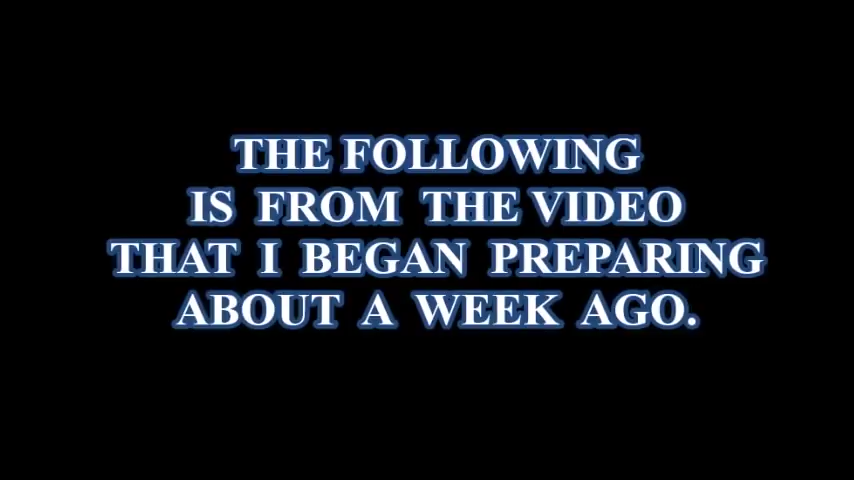 THE FOLLOWING
IS FROM THE VIDEO
THAT I BEGAN PREPARING
ABOUT A WEEK AGO.